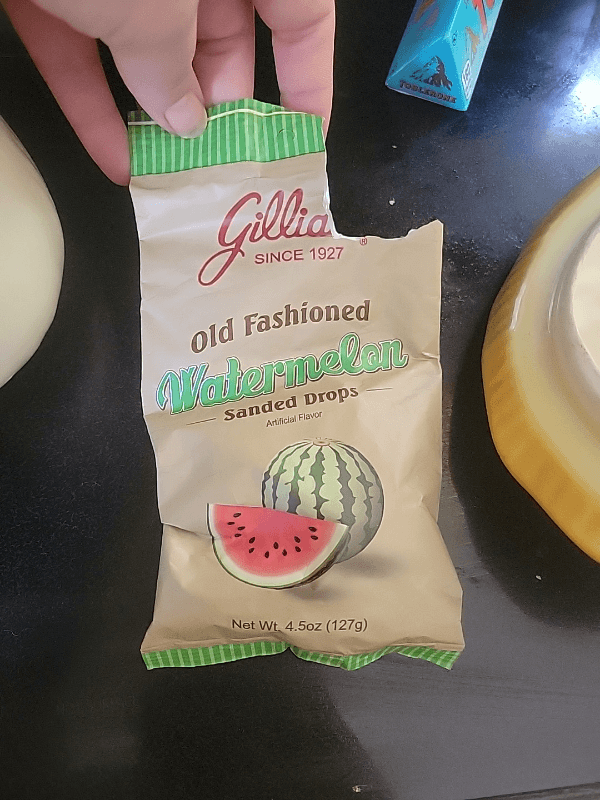 TOBLERONE
Gillia
SINCE 1927 ®
Old Fashioned
Watermelon
Sanded Drops
Artificial Flavor
Net Wt. 4.5oz (127g)